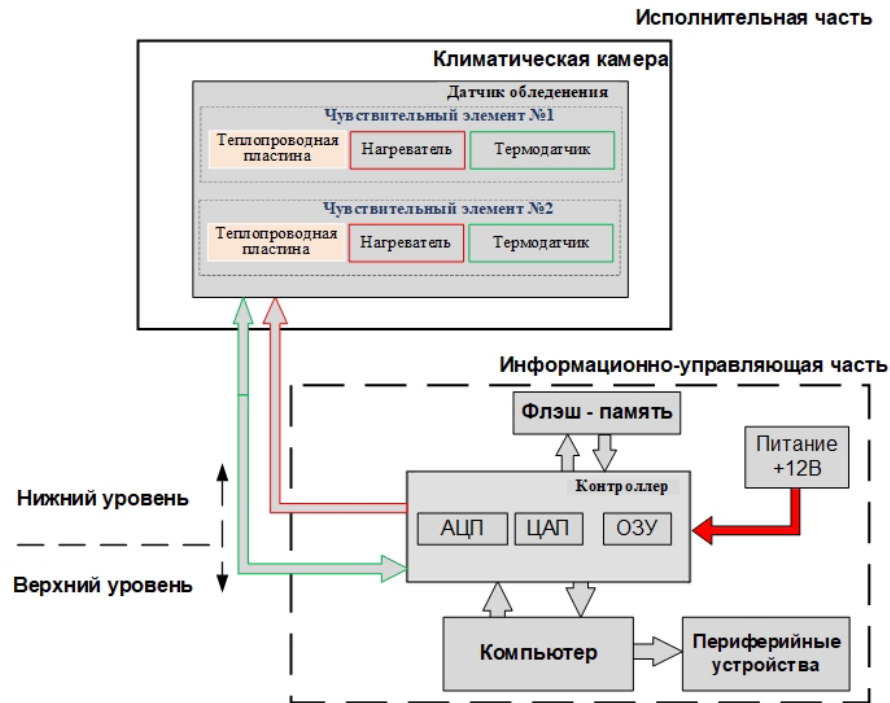 Исполнительная часть
Климатическая камера
Датчик обледенения
Чувствительный элемент №1
Теплопроводная
пластина
Нагреватель
Термодатчик
Чувствительный элемент №2
Теплопроводная
пластина
Нагреватель
Термодатчик
Информационно-управляющая часть
Флэш - память
Питание
+12В
Контроллер
АЦП
ЦАП
ОЗУ
Нижний уровень
Верхний уровень
Компьютер
Периферийные
устройства